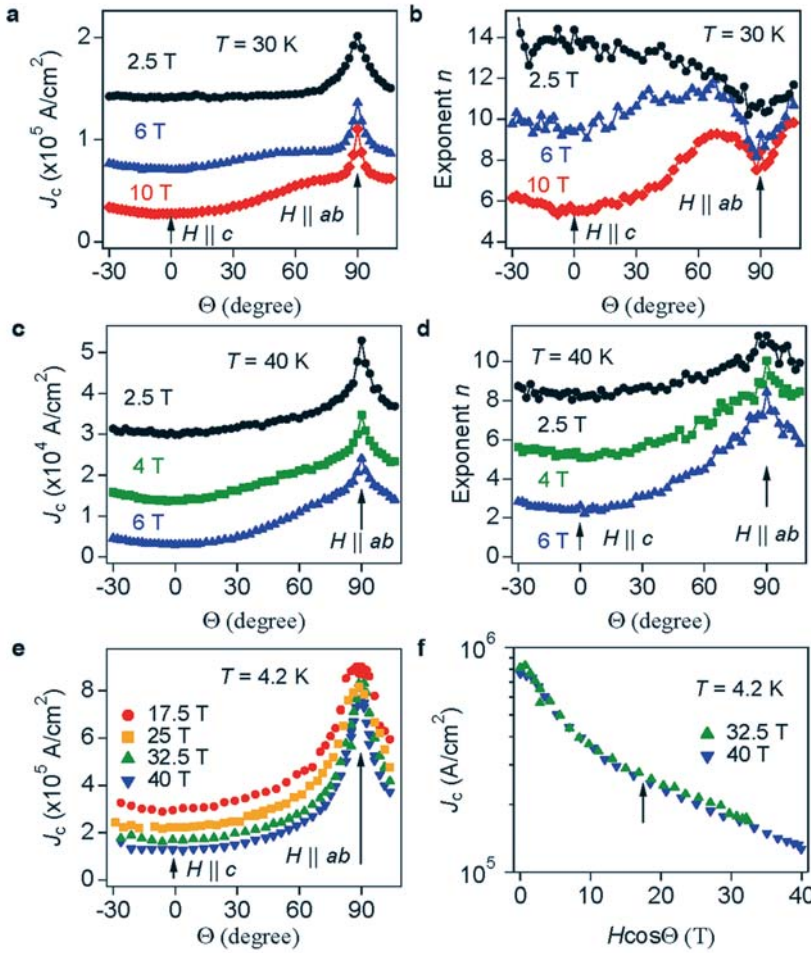 a
T = 30 K
2.5 T
6 T
10 T
H || c
H || ab
Jc (x10^5 A/cm^2)
2
1
0
-30 0 30 60 90
Θ (degree)
b
T = 30 K
2.5 T
6 T
10 T
H || c
H || ab
Exponent n
14
12
10
8
6
4
-30 0 30 60 90
Θ (degree)
c
T = 40 K
2.5 T
4 T
6 T
H || ab
Jc (x10^4 A/cm^2)
5
4
3
2
1
0
-30 0 30 60 90
Θ (degree)
d
T = 40 K
2.5 T
4 T
6 T
H || c
H || ab
Exponent n
10
8
6
4
2
0
-30 0 30 60 90
Θ (degree)
e
T = 4.2 K
17.5 T
25 T
32.5 T
40 T
H || c
H || ab
Jc (x10^5 A/cm^2)
8
6
4
2
0
-30 0 30 60 90
Θ (degree)
f
T = 4.2 K
32.5 T
40 T
Jc (A/cm^2)
10^6
10^5
0 10 20 30 40
HcosΘ (T)